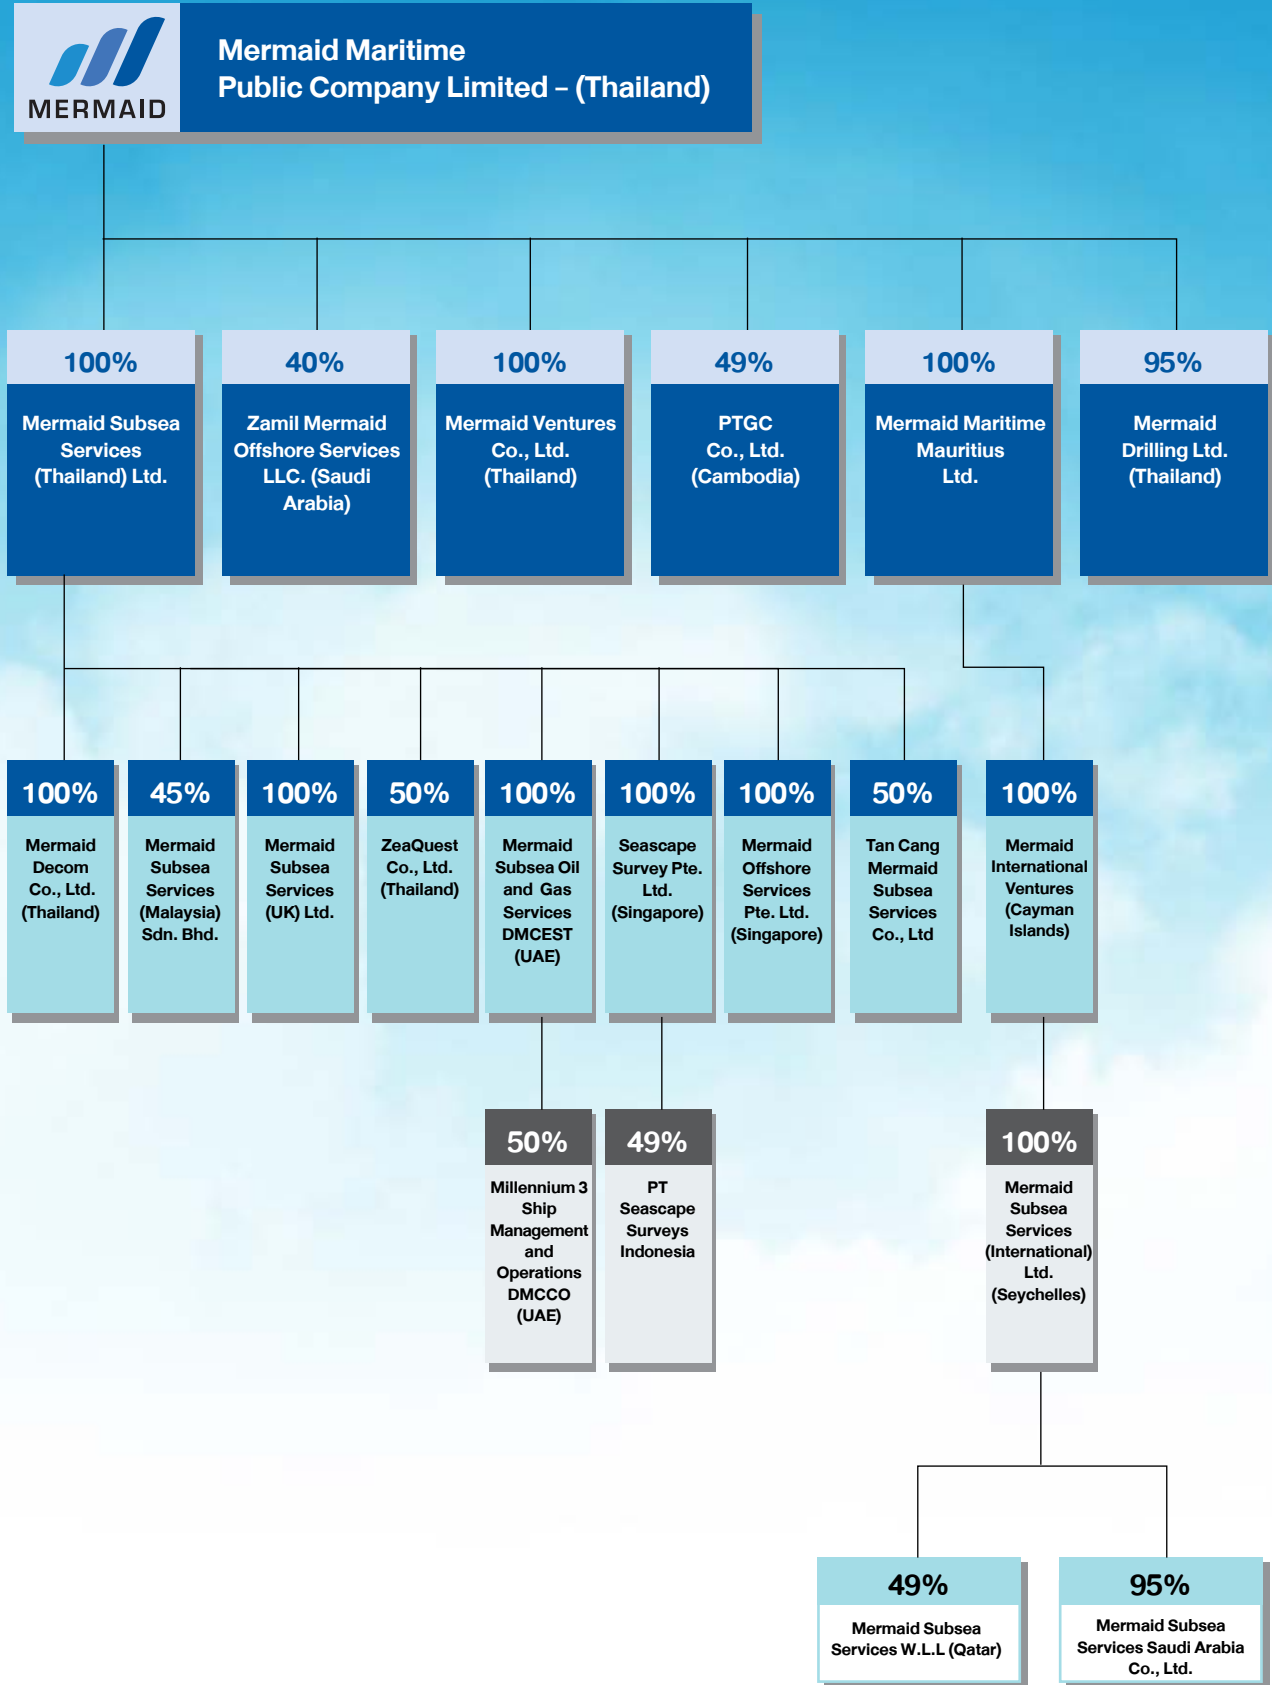 MERMAID
Mermaid Maritime
Public Company Limited – (Thailand)
100%
Mermaid Subsea
Services
(Thailand) Ltd.
40%
Zamil Mermaid
Offshore Services
LLC. (Saudi
Arabia)
100%
Mermaid Ventures
Co., Ltd.
(Thailand)
49%
PTGC
Co., Ltd.
(Cambodia)
100%
Mermaid Maritime
Mauritius
Ltd.
95%
Mermaid
Drilling Ltd.
(Thailand)
100%
Mermaid
Decom
Co., Ltd.
(Thailand)
45%
Mermaid
Subsea
Services
(Malaysia)
Sdn. Bhd.
100%
Mermaid
Subsea
Services
(UK) Ltd.
50%
ZeaQuest
Co., Ltd.
(Thailand)
100%
Mermaid
Subsea Oil
and Gas
Services
DMCEST
(UAE)
100%
Seascape
Survey Pte.
Ltd.
(Singapore)
100%
Mermaid
Offshore
Services
Pte. Ltd.
(Singapore)
50%
Tan Cang
Mermaid
Subsea
Services
Co., Ltd
100%
Mermaid
International
Ventures
(Cayman
Islands)
50%
Millennium 3
Ship
Management
and
Operations
DMCCO
(UAE)
49%
PT
Seascape
Surveys
Indonesia
100%
Mermaid
Subsea
Services
(International)
Ltd.
(Seychelles)
49%
Mermaid Subsea
Services W.L.L (Qatar)
95%
Mermaid Subsea
Services Saudi Arabia
Co., Ltd.